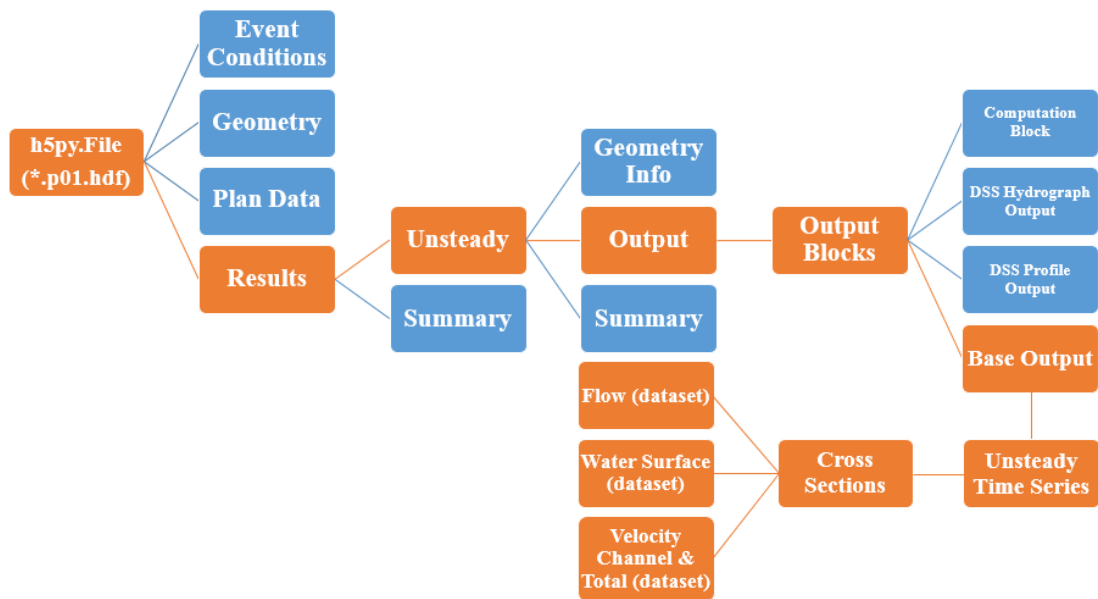 h5py.File
(*.p01.hdf)
Event
Conditions
Geometry
Plan Data
Results
Unsteady
Summary
Geometry
Info
Output
Summary
Output
Blocks
Computation
Block
DSS Hydrograph
Output
DSS Profile
Output
Base Output
Unsteady
Time Series
Cross
Sections
Flow (dataset)
Water Surface
(dataset)
Velocity
Channel &
Total (dataset)